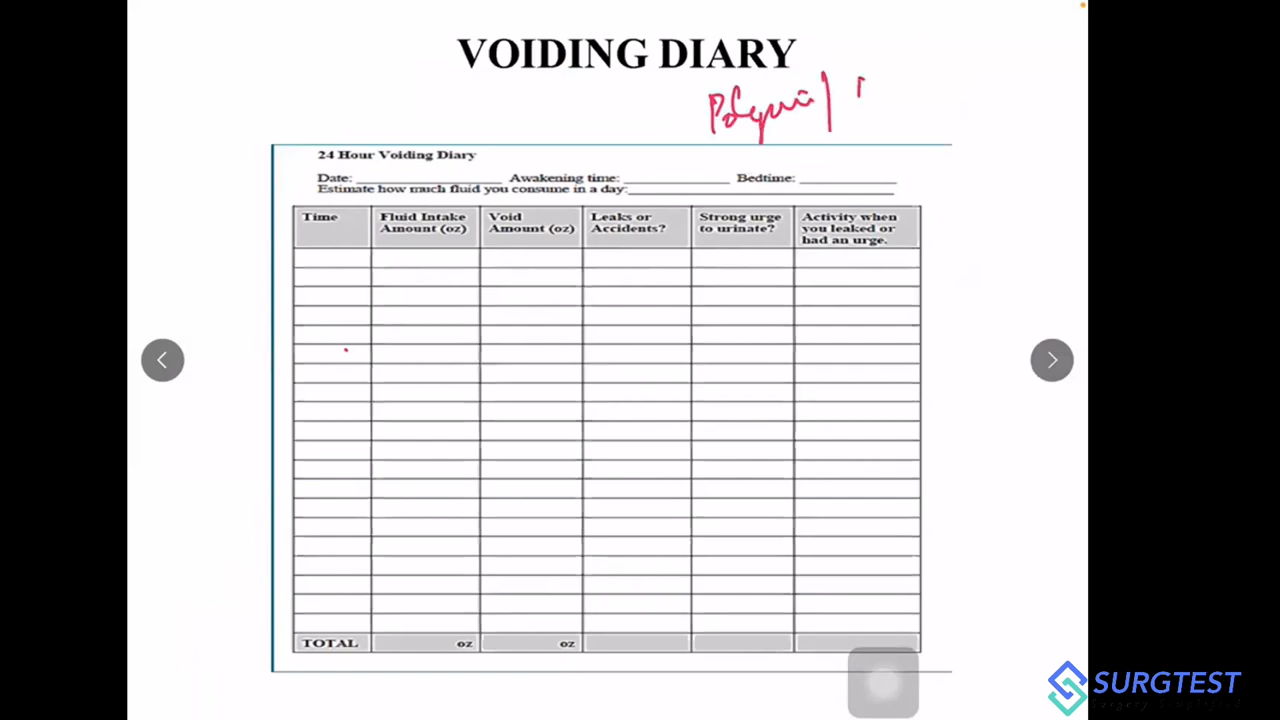 VOIDING DIARY
24 Hour Voiding Diary
Date: Awakening time: Bedtime:
Estimate how much fluid you consume in a day:
Time Fluid Intake Amount (oz) Void Amount (oz) Leaks or Accidents? Strong urge to urinate? Activity when you leaked or had an urge.
TOTAL oz oz
SURGTEST